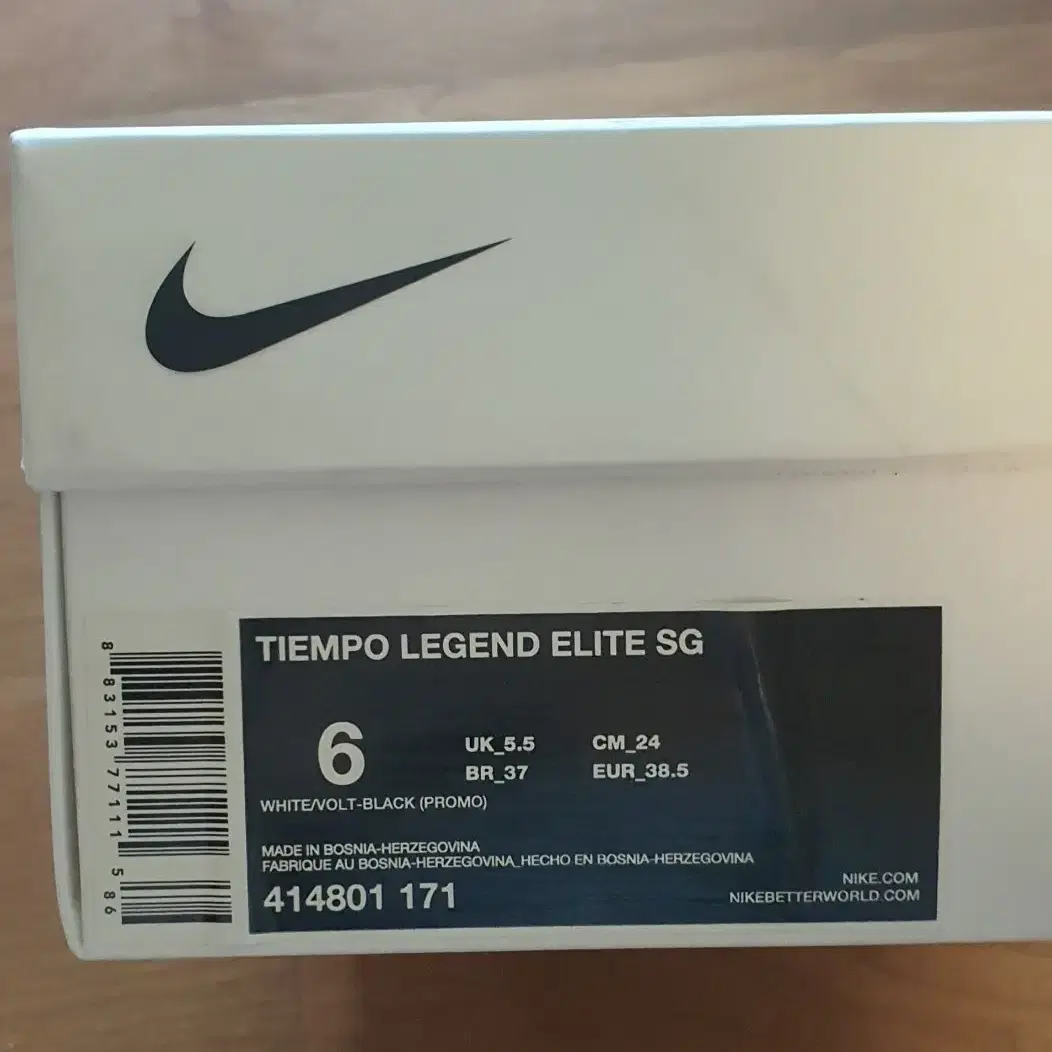 TIEMPO LEGEND ELITE SG
6
UK_5.5 CM_24
BR_37 EUR_38.5
WHITE/VOLT-BLACK (PROMO)
MADE IN BOSNIA-HERZEGOVINA
FABRIQUE AU BOSNIA-HERZEGOVINA_HECHO EN BOSNIA-HERZEGOVINA
414801 171
NIKE.COM
NIKEBETTERWORLD.COM
8 83153 77111 5 86